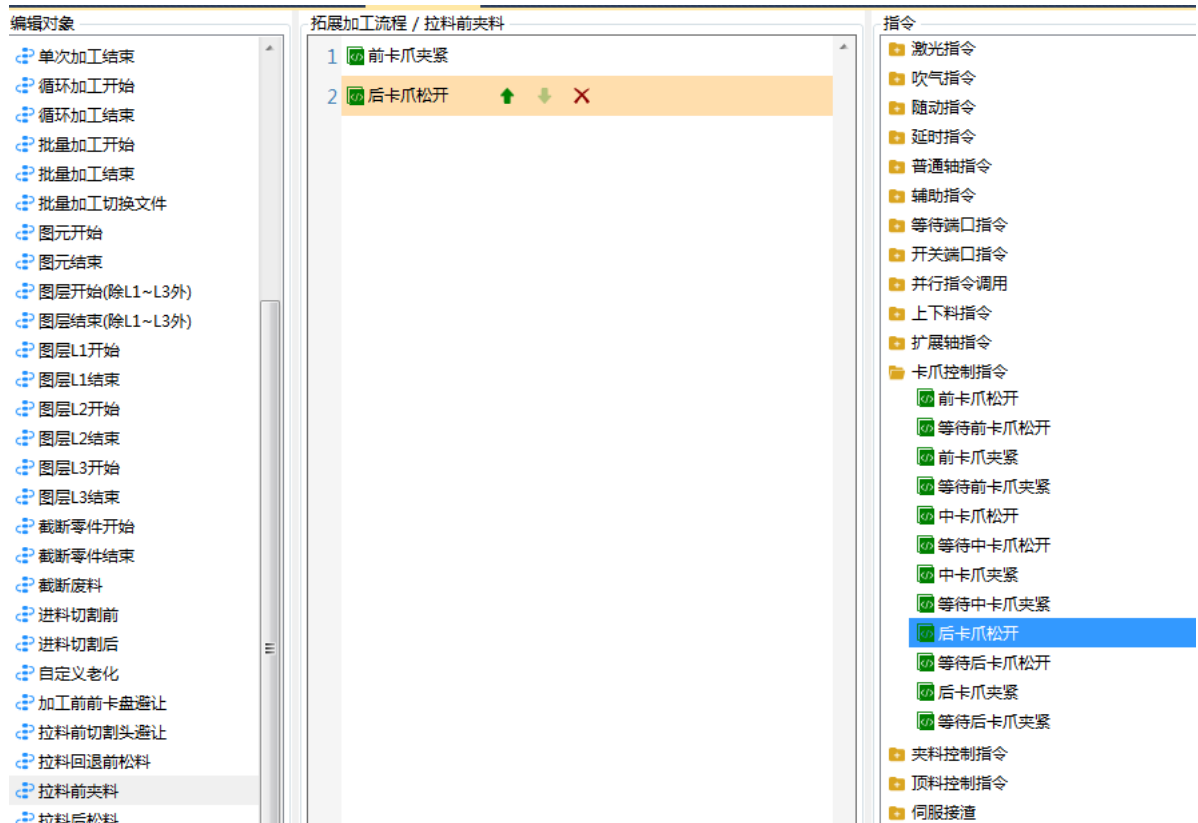 编辑对象
单次加工结束
循环加工开始
循环加工结束
批量加工开始
批量加工结束
批量加工切换文件
图元开始
图元结束
图层开始(除L1~L3外)
图层结束(除L1~L3外)
图层L1开始
图层L1结束
图层L2开始
图层L2结束
图层L3开始
图层L3结束
截断零件开始
截断零件结束
截断废料
进料切割前
进料切割后
自定义老化
加工前前卡盘避让
拉料前切割头避让
拉料回退前松料
拉料前夹料
拉料后松料
拓展加工流程 / 拉料前夹料
1 前卡爪夹紧
2 后卡爪松开
指令
激光指令
吹气指令
随动指令
延时指令
普通轴指令
辅助指令
等待端口指令
开关端口指令
并行指令调用
上下料指令
扩展轴指令
卡爪控制指令
前卡爪松开
等待前卡爪松开
前卡爪夹紧
等待前卡爪夹紧
中卡爪松开
等待中卡爪松开
中卡爪夹紧
等待中卡爪夹紧
后卡爪松开
等待后卡爪松开
后卡爪夹紧
等待后卡爪夹紧
夹料控制指令
顶料控制指令
伺服接渣